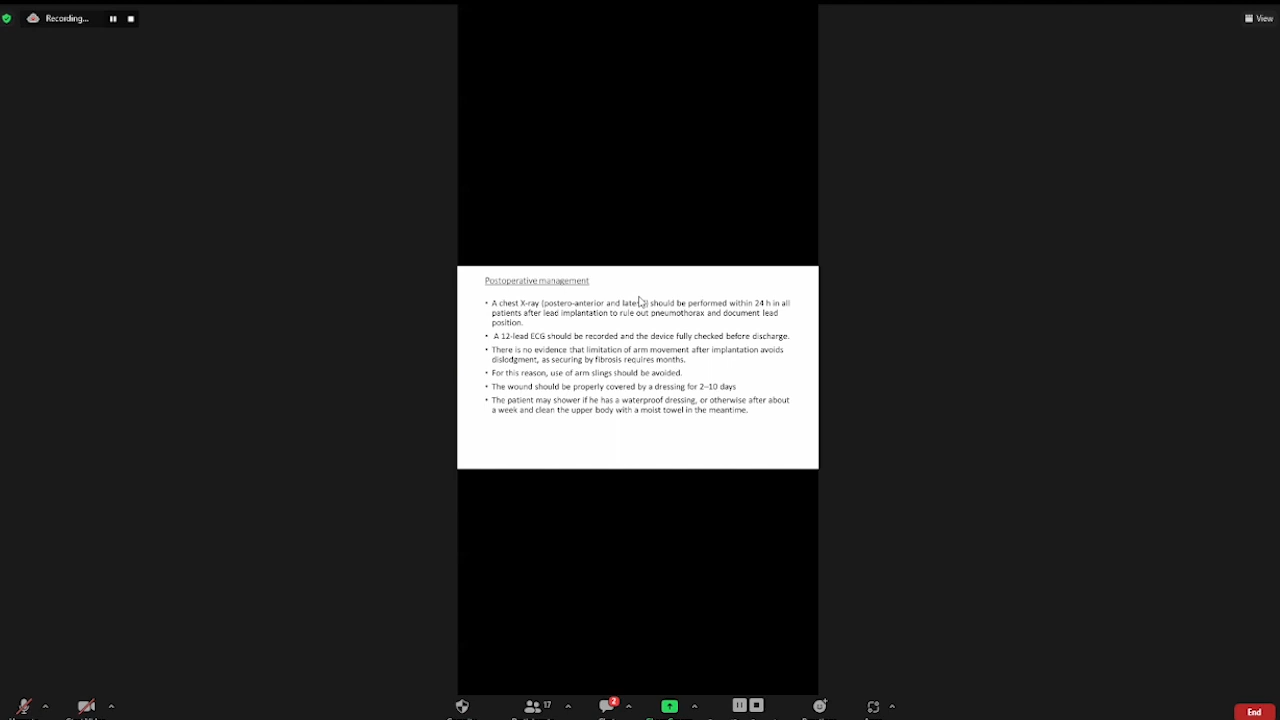 Recording...
View
Postoperative management
• A chest X-ray (postero-anterior and late) should be performed within 24 h in all
patients after lead implantation to rule out pneumothorax and document lead
position.
• A 12-lead ECG should be recorded and the device fully checked before discharge.
• There is no evidence that limitation of arm movement after implantation avoids
dislodgment, as securing by fibrosis requires months.
• For this reason, use of arm slings should be avoided.
• The wound should be properly covered by a dressing for 2–10 days
• The patient may shower if he has a waterproof dressing, or otherwise after about
a week and clean the upper body with a moist towel in the meantime.
17
2
End